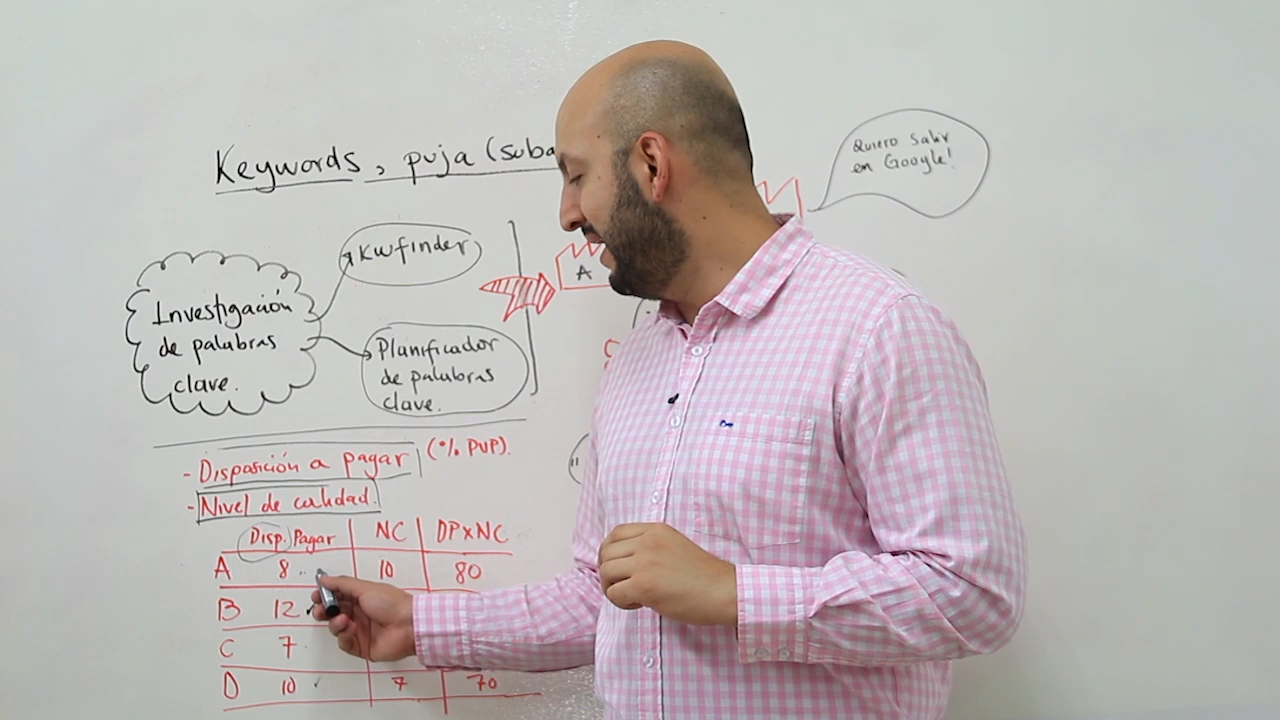 Keywords, puja (suba
Quiero Salir
en Google!
Kwfinder
A
Investigación
de palabras
clave.
Planificador
de palabras
clave.
- Disposición a pagar (% PVP).
- Nivel de calidad.
Disp. Pagar NC DPxNC
A 8 10 80
B 12
C 7
D 10 7 70